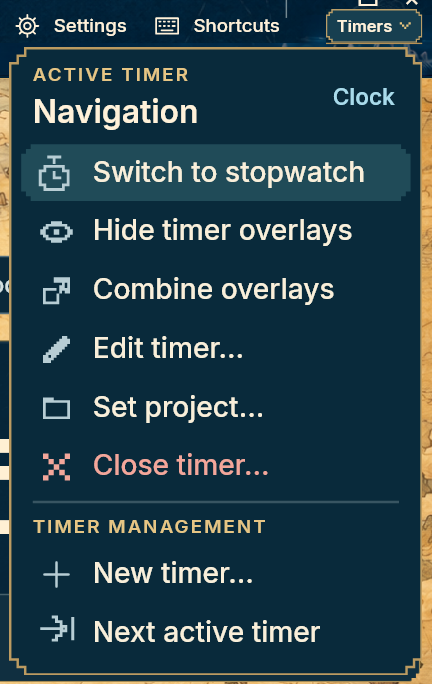 Settings
Shortcuts
Timers
ACTIVE TIMER
Navigation
Clock
Switch to stopwatch
Hide timer overlays
Combine overlays
Edit timer...
Set project...
Close timer...
TIMER MANAGEMENT
New timer...
Next active timer